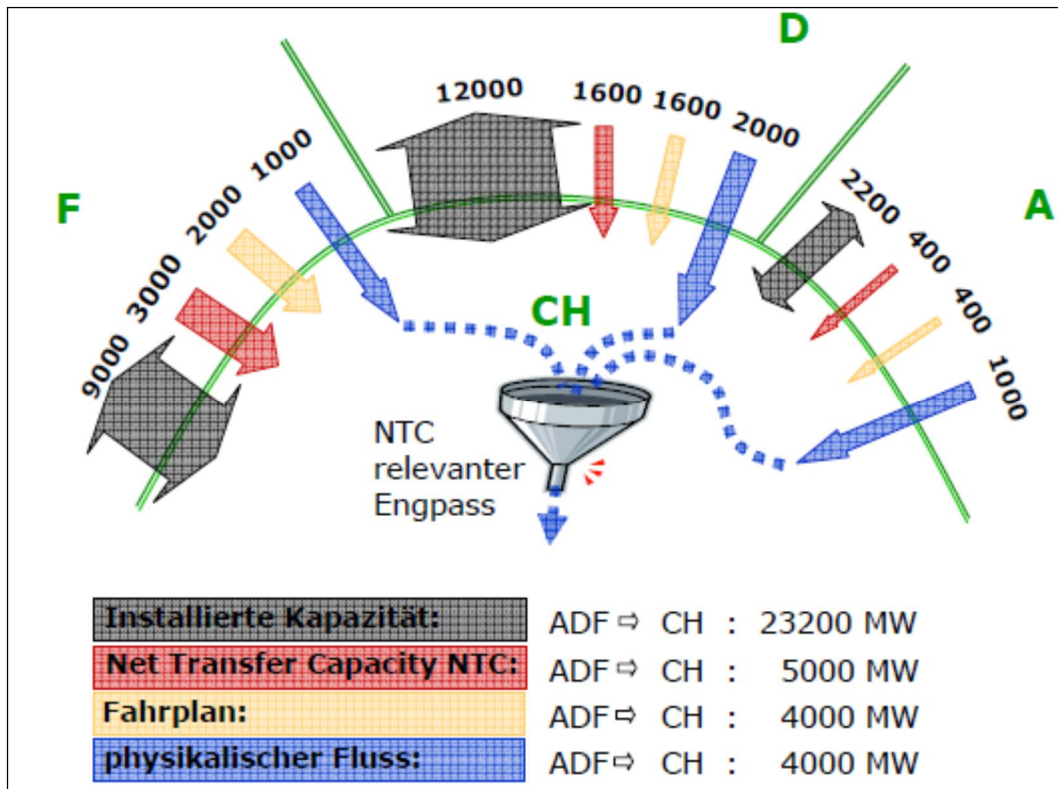 D
12000
1600
1600
2000
1000
2000
3000
9000
F
2200
400
400
1000
A
CH
NTC
relevanter
Engpass
Installierte Kapazität: ADF ⇨ CH : 23200 MW
Net Transfer Capacity NTC: ADF ⇨ CH : 5000 MW
Fahrplan: ADF ⇨ CH : 4000 MW
physikalischer Fluss: ADF ⇨ CH : 4000 MW